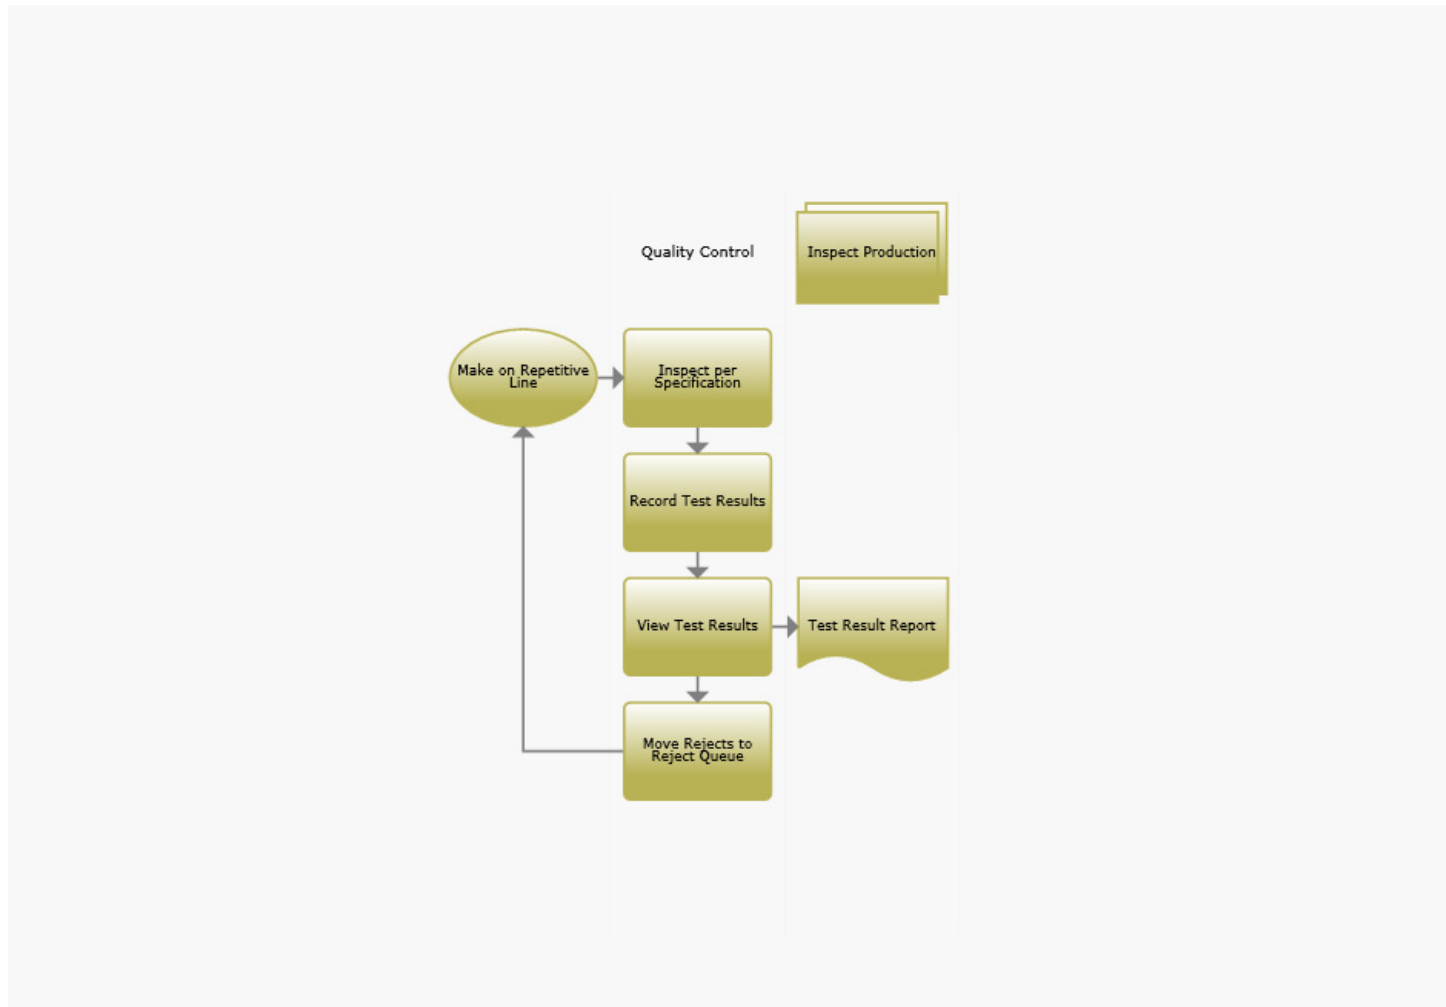 Quality Control
Inspect Production
Make on Repetitive
Line
Inspect per
Specification
Record Test Results
View Test Results
Test Result Report
Move Rejects to
Reject Queue